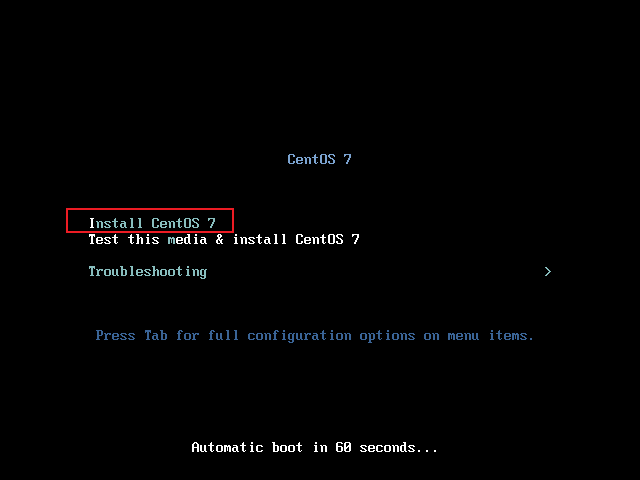 CentOS 7
Install CentOS 7
Test this media & install CentOS 7
Troubleshooting >
Press Tab for full configuration options on menu items.
Automatic boot in 60 seconds...